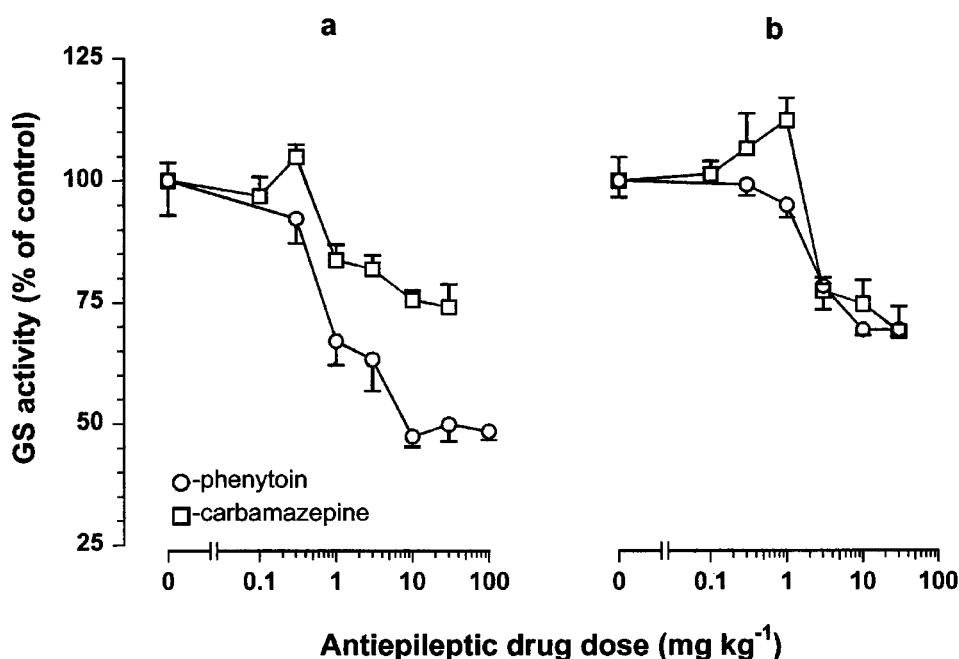 a
b
GS activity (% of control)
125
100
75
50
25
-phenytoin
-carbamazepine
0 0.1 1 10 100
0 0.1 1 10 100
Antiepileptic drug dose (mg kg⁻¹)